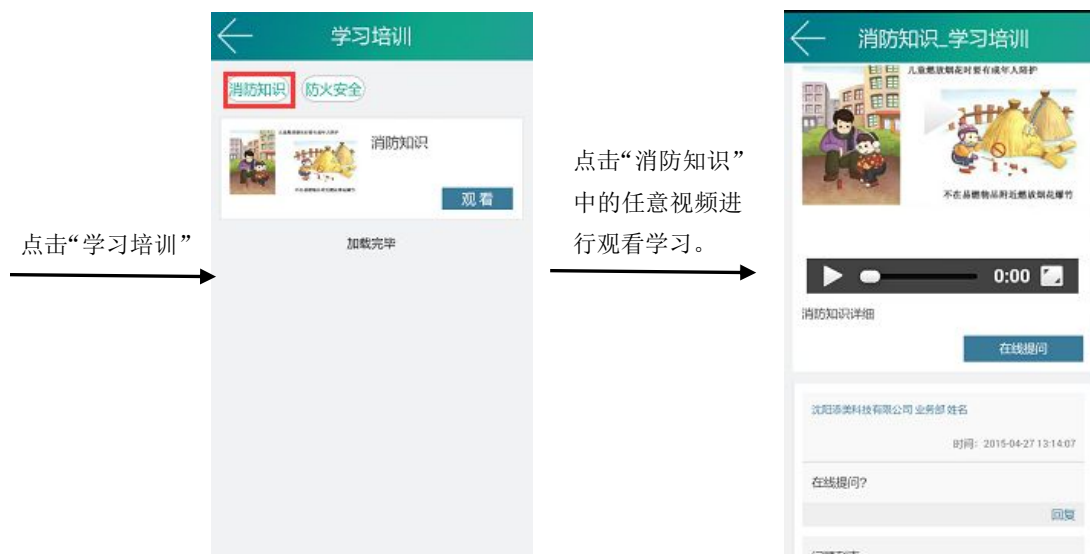 点击“学习培训”
学习培训
消防知识
防火安全
消防知识
观看
加载完毕
点击“消防知识”
中的任意视频进
行观看学习。
消防知识_学习培训
儿童燃放烟花时要有成年人陪护
不在易燃物品附近燃放烟花爆竹
0:00
消防知识详细
在线提问
沈阳添美科技有限公司 业务部 姓名
时间：2015-04-27 13:14:07
在线提问?
回复